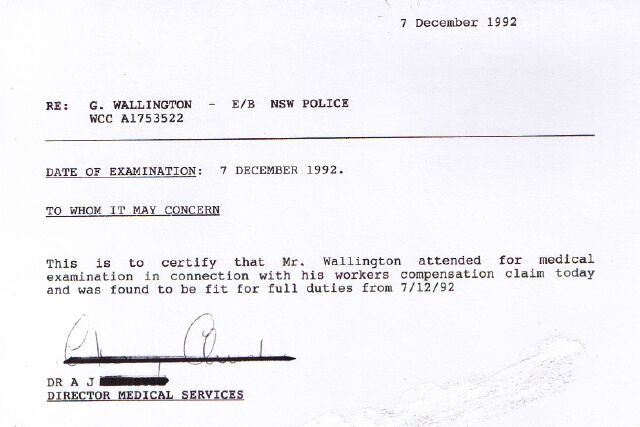 7 December 1992
RE: G. WALLINGTON - E/B NSW POLICE
WCC A1753522
DATE OF EXAMINATION: 7 DECEMBER 1992.
TO WHOM IT MAY CONCERN
This is to certify that Mr. Wallington attended for medical
examination in connection with his workers compensation claim today
and was found to be fit for full duties from 7/12/92
DR A J
DIRECTOR MEDICAL SERVICES